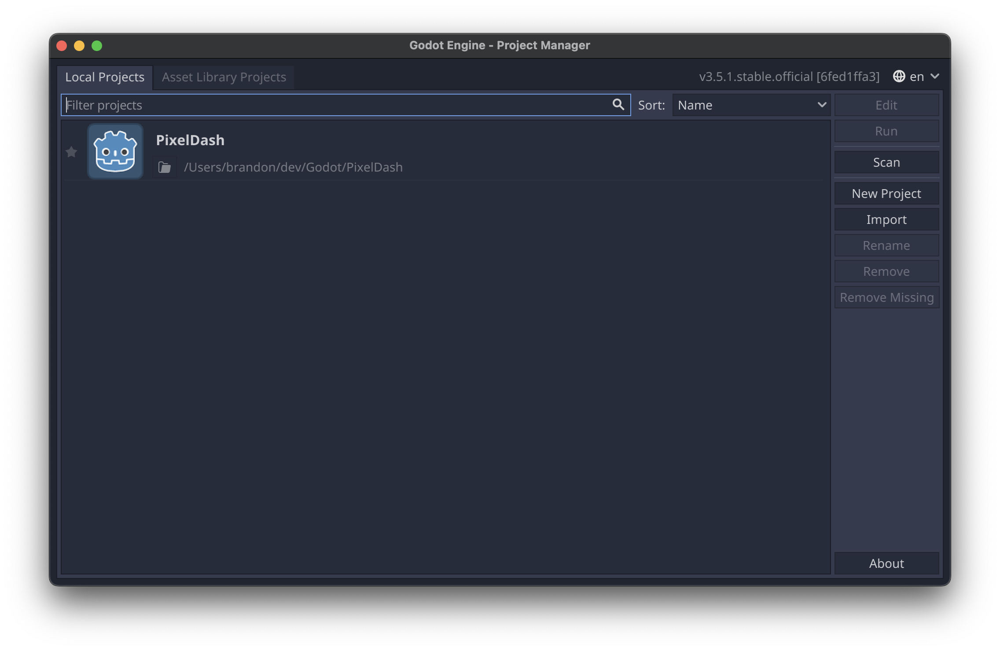 Godot Engine - Project Manager
Local Projects
Asset Library Projects
v3.5.1.stable.official [6fed1ffa3]
en
Filter projects
Sort:
Name
Edit
PixelDash
/Users/brandon/dev/Godot/PixelDash
Run
Scan
New Project
Import
Rename
Remove
Remove Missing
About